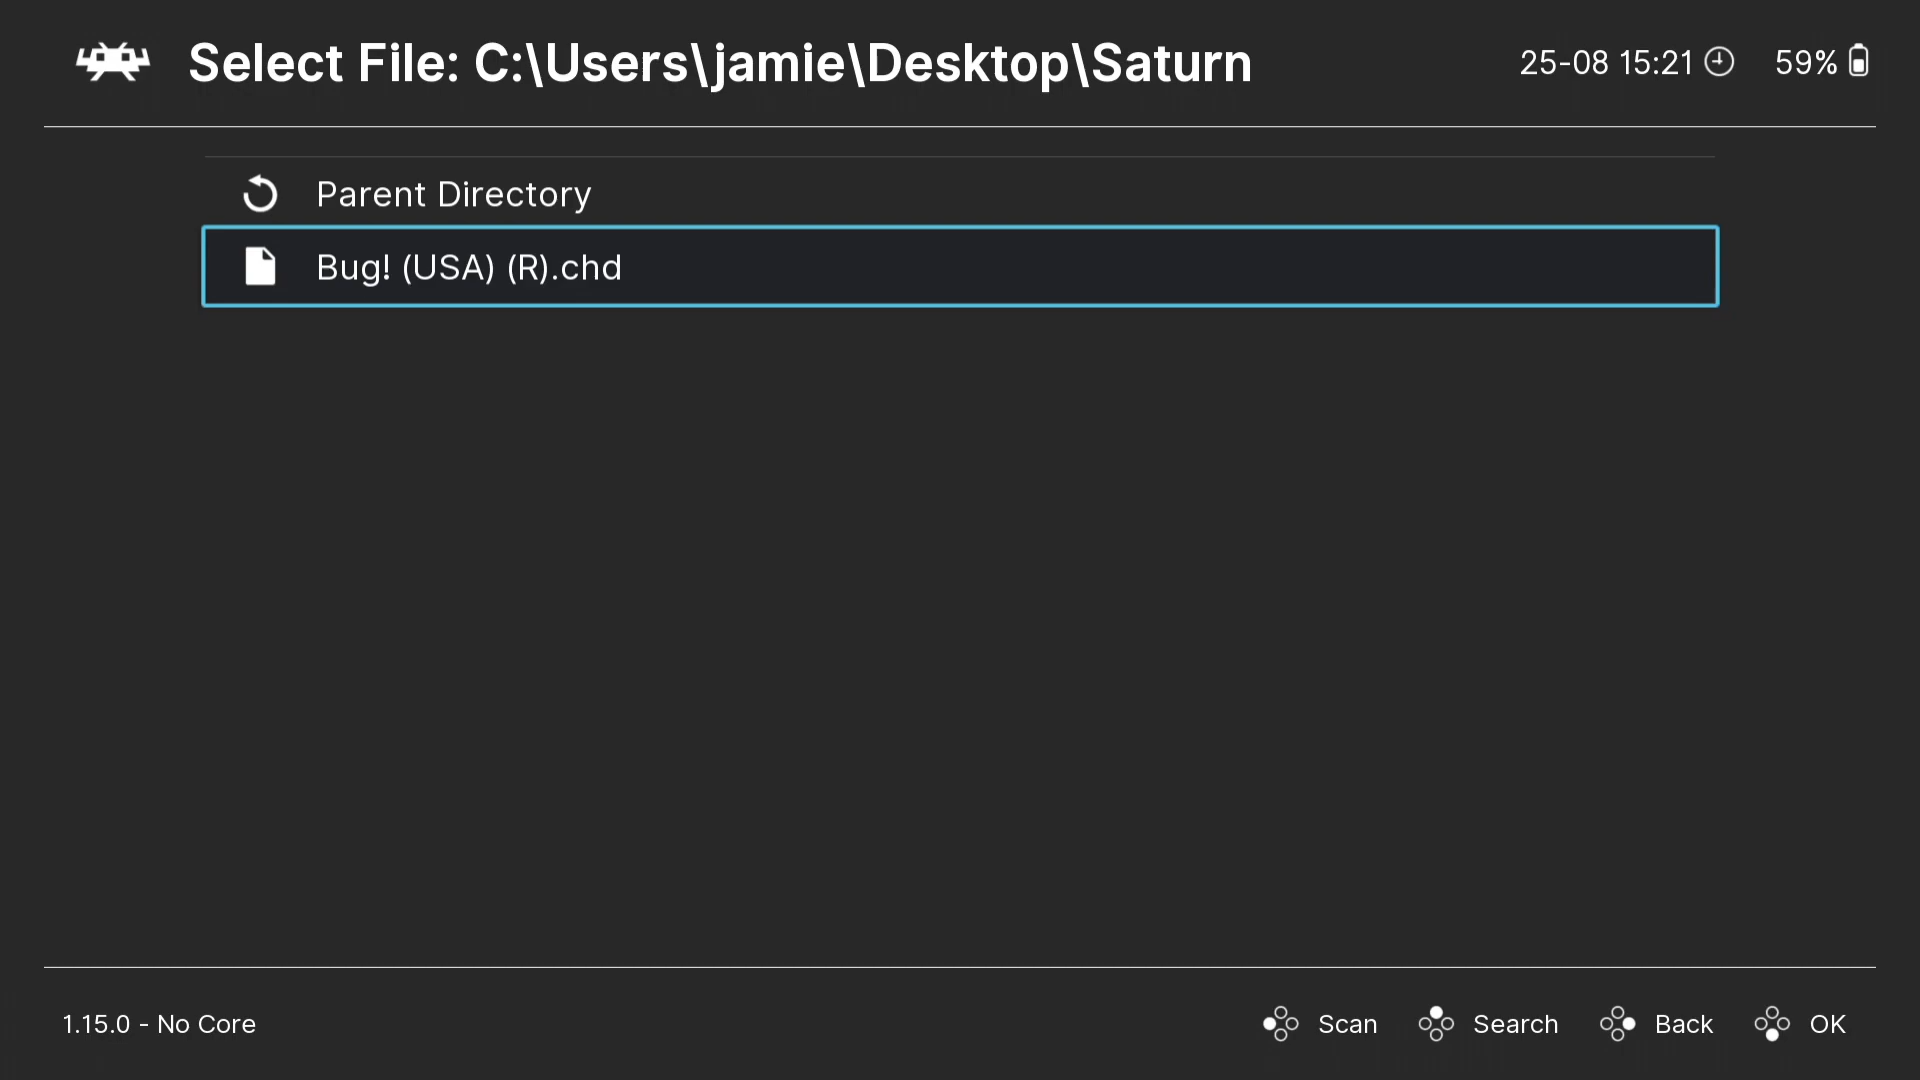 Select File: C:\Users\jamie\Desktop\Saturn 25-08 15:21 59%
Parent Directory
Bug! (USA) (R).chd
1.15.0 - No Core Scan Search Back OK